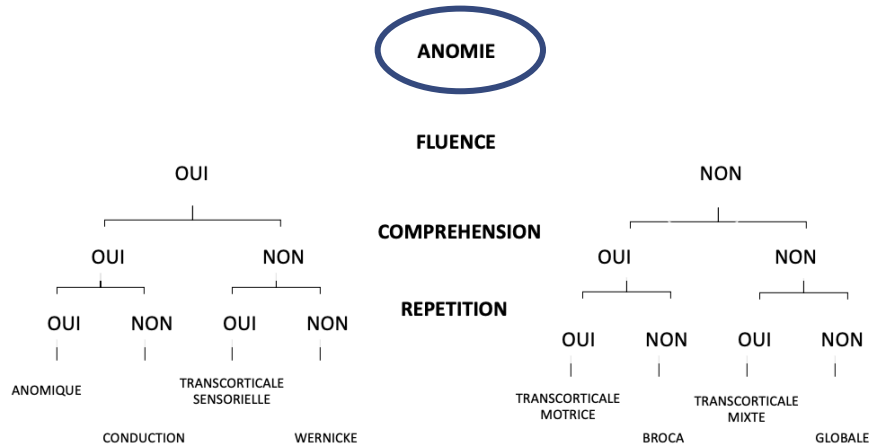 ANOMIE
FLUENCE
OUI NON
COMPREHENSION
OUI NON OUI NON
REPETITION
OUI NON OUI NON OUI NON OUI NON
ANOMIQUE
TRANSCORTICALE
SENSORIELLE
CONDUCTION
WERNICKE
TRANSCORTICALE
MOTRICE
BROCA
TRANSCORTICALE
MIXTE
GLOBALE